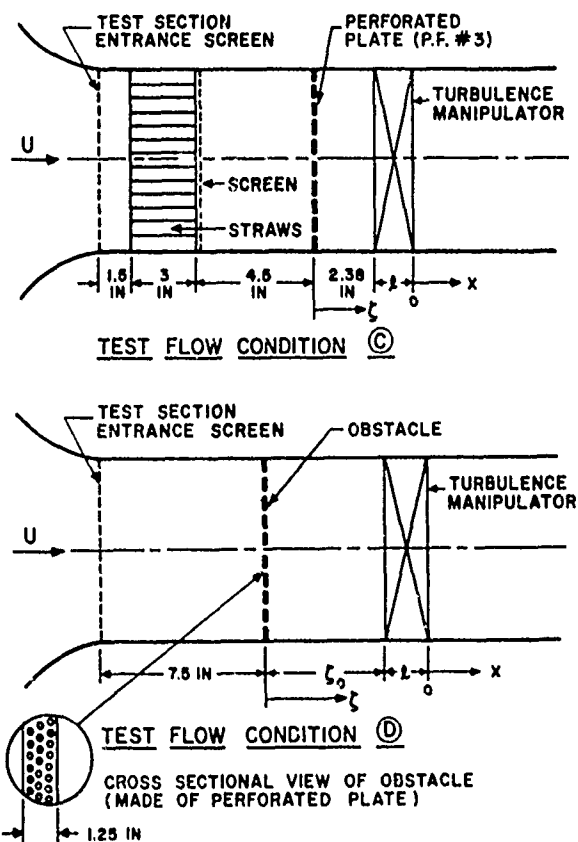 TEST SECTION
ENTRANCE SCREEN
PERFORATED
PLATE (P.F. #3)
TURBULENCE
MANIPULATOR
U
SCREEN
STRAWS
1.5
IN
3
IN
4.5
IN
2.38
IN
ℓ
0
x
ζ
TEST FLOW CONDITION Ⓒ
TEST SECTION
ENTRANCE SCREEN
OBSTACLE
TURBULENCE
MANIPULATOR
U
7.5 IN
ζ₀
ℓ
0
x
ζ
TEST FLOW CONDITION Ⓓ
CROSS SECTIONAL VIEW OF OBSTACLE
(MADE OF PERFORATED PLATE)
1.25 IN